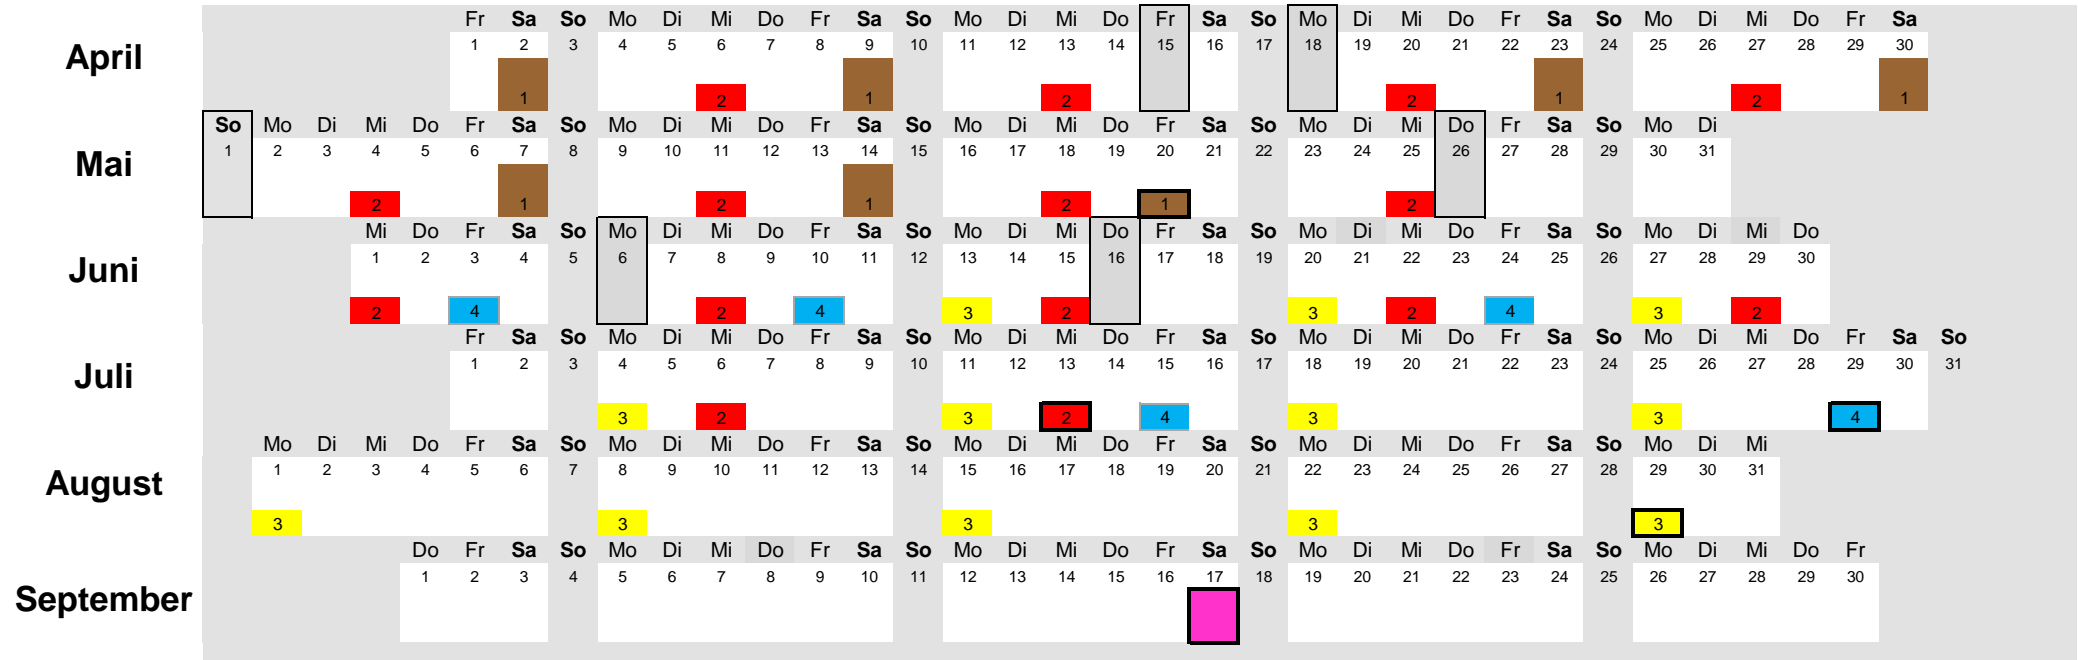 Fr Sa So Mo Di Mi Do Fr Sa So Mo Di Mi Do Fr Sa So Mo Di Mi Do Fr Sa So Mo Di Mi Do Fr Sa
April
1 2 3 4 5 6 7 8 9 10 11 12 13 14 15 16 17 18 19 20 21 22 23 24 25 26 27 28 29 30
1 2 1 2 2 1 2 1
So Mo Di Mi Do Fr Sa So Mo Di Mi Do Fr Sa So Mo Di Mi Do Fr Sa So Mo Di Mi Do Fr Sa So Mo Di
Mai
1 2 3 4 5 6 7 8 9 10 11 12 13 14 15 16 17 18 19 20 21 22 23 24 25 26 27 28 29 30 31
2 1 2 1 2 1 2
Mi Do Fr Sa So Mo Di Mi Do Fr Sa So Mo Di Mi Do Fr Sa So Mo Di Mi Do Fr Sa So Mo Di Mi Do
Juni
1 2 3 4 5 6 7 8 9 10 11 12 13 14 15 16 17 18 19 20 21 22 23 24 25 26 27 28 29 30
2 4 2 4 3 2 3 2 4 3 2
Fr Sa So Mo Di Mi Do Fr Sa So Mo Di Mi Do Fr Sa So Mo Di Mi Do Fr Sa So Mo Di Mi Do Fr Sa So
Juli
1 2 3 4 5 6 7 8 9 10 11 12 13 14 15 16 17 18 19 20 21 22 23 24 25 26 27 28 29 30 31
3 2 3 2 4 3 3 4
Mo Di Mi Do Fr Sa So Mo Di Mi Do Fr Sa So Mo Di Mi Do Fr Sa So Mo Di Mi Do Fr Sa So Mo Di Mi
August
1 2 3 4 5 6 7 8 9 10 11 12 13 14 15 16 17 18 19 20 21 22 23 24 25 26 27 28 29 30 31
3 3 3 3 3
Do Fr Sa So Mo Di Mi Do Fr Sa So Mo Di Mi Do Fr Sa So Mo Di Mi Do Fr Sa So Mo Di Mi Do Fr
September
1 2 3 4 5 6 7 8 9 10 11 12 13 14 15 16 17 18 19 20 21 22 23 24 25 26 27 28 29 30